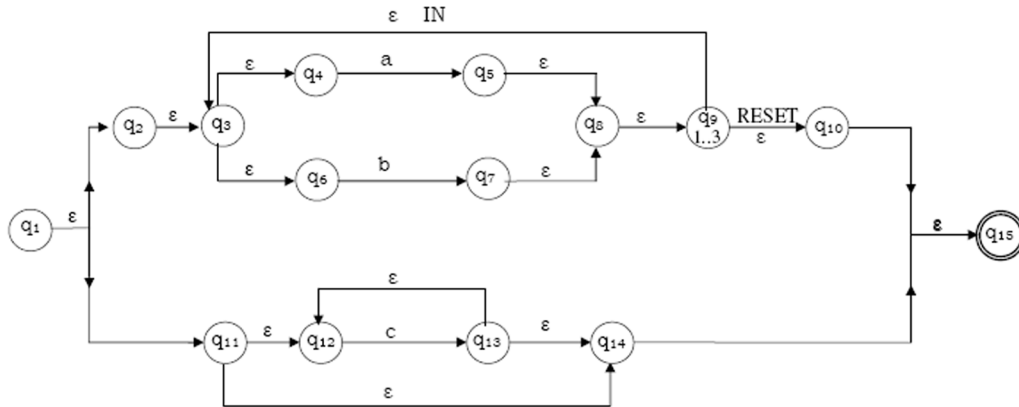 ε IN
ε q4 a q5 ε
q2 ε q3 q8 ε q9 1..3 RESET ε q10
ε q6 b q7 ε
q1 ε
ε q15
ε
q11 ε q12 c q13 ε q14
ε